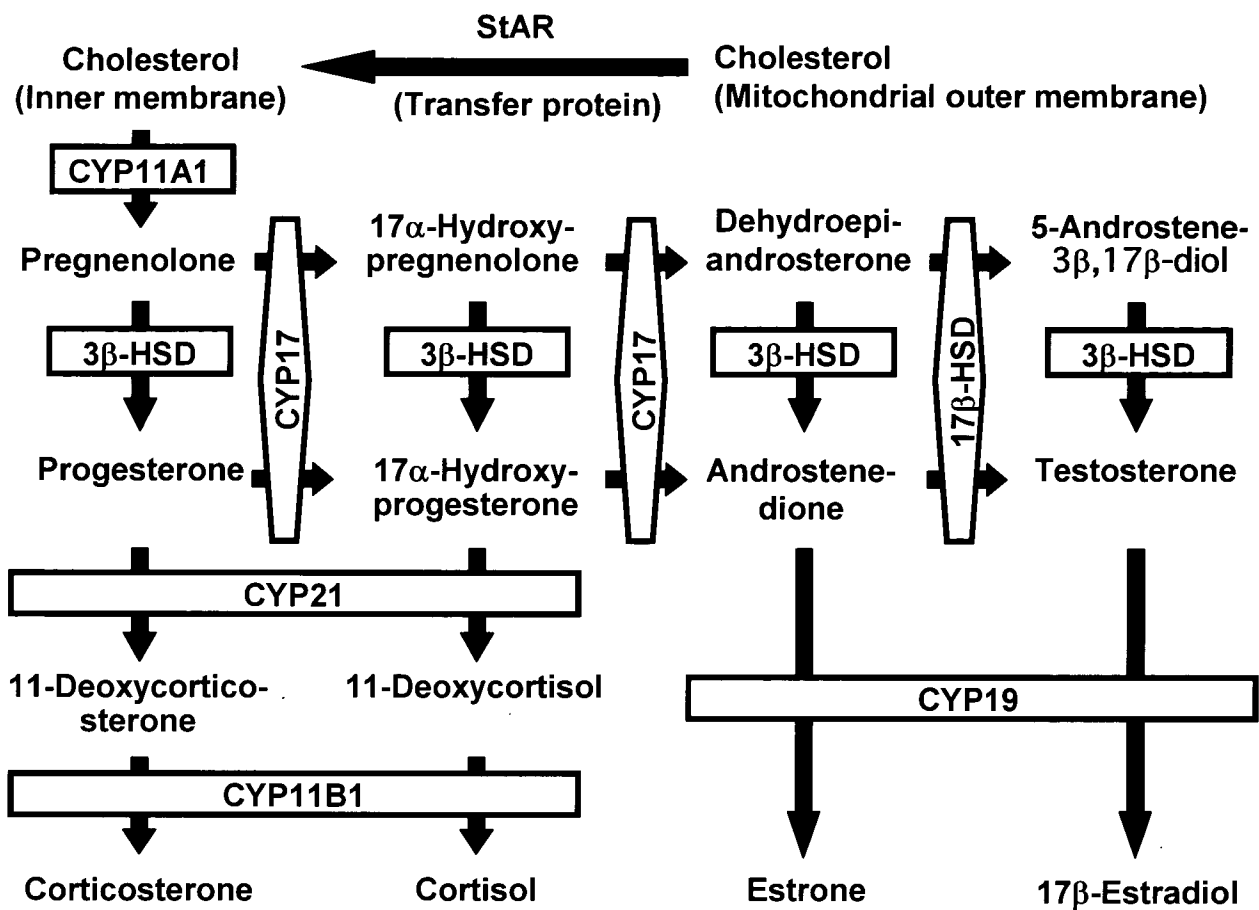 StAR
Cholesterol
(Inner membrane)
(Transfer protein)
Cholesterol
(Mitochondrial outer membrane)
CYP11A1
Pregnenolone
17α-Hydroxy-
pregnenolone
Dehydroepi-
androsterone
5-Androstene-
3β,17β-diol
3β-HSD
CYP17
3β-HSD
CYP17
3β-HSD
17β-HSD
3β-HSD
Progesterone
17α-Hydroxy-
progesterone
Androstene-
dione
Testosterone
CYP21
11-Deoxycortico-
sterone
11-Deoxycortisol
CYP19
CYP11B1
Corticosterone
Cortisol
Estrone
17β-Estradiol